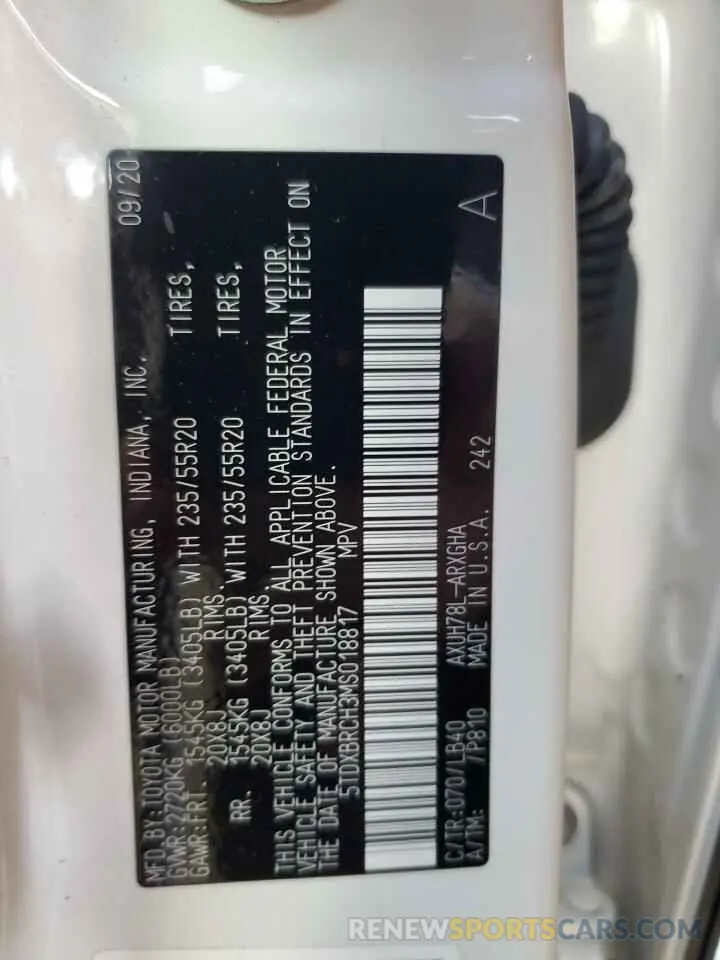 MFD.BY:TOYOTA MOTOR MANUFACTURING, INDIANA, INC. 09/20
GVWR:2720KG (6000LB)
GAWR:FRT. 1545KG (3405LB) WITH 235/55R20 TIRES,
20X8J RIMS
RR. 1545KG (3405LB) WITH 235/55R20 TIRES,
20X8J RIMS
THIS VEHICLE CONFORMS TO ALL APPLICABLE FEDERAL MOTOR
VEHICLE SAFETY AND THEFT PREVENTION STANDARDS IN EFFECT ON
THE DATE OF MANUFACTURE SHOWN ABOVE.
5TDXBRCH3MS018817 MPV
C/TR:070/LB40 AXUH78L-ARXGHA A
A/TM: /P810 MADE IN U.S.A. 242
RENEWSPORTSCARS.COM